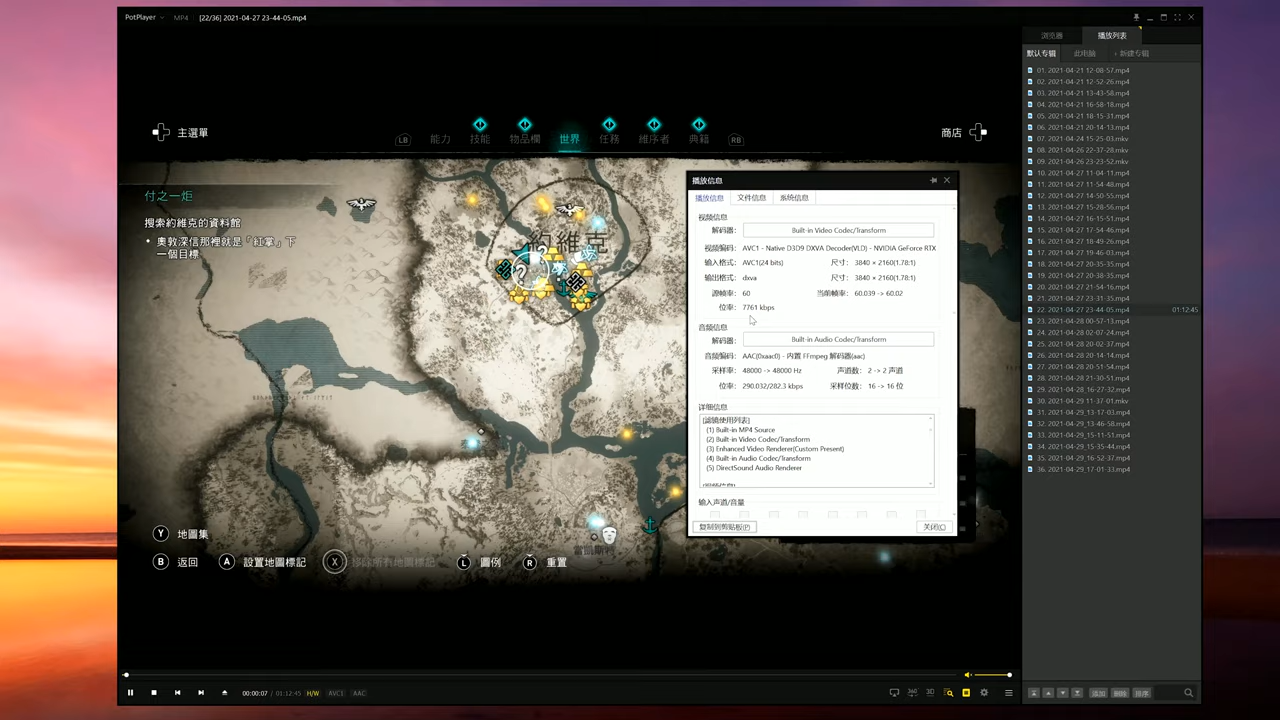 PotPlayer MP4 [22/36] 2021-04-27 23-44-05.mp4
浏览器 播放列表
默认专辑 此电脑 + 新建专辑
01. 2021-04-21 12-08-57.mp4
02. 2021-04-21 12-52-26.mp4
03. 2021-04-21 13-43-58.mp4
04. 2021-04-21 16-58-18.mp4
05. 2021-04-21 18-15-31.mp4
06. 2021-04-21 20-14-13.mp4
07. 2021-04-24 15-25-03.mkv
08. 2021-04-26 22-37-28.mkv
09. 2021-04-26 23-23-52.mkv
10. 2021-04-27 11-04-11.mp4
11. 2021-04-27 11-54-48.mp4
12. 2021-04-27 14-50-55.mp4
13. 2021-04-27 15-28-56.mp4
14. 2021-04-27 16-15-51.mp4
15. 2021-04-27 17-54-46.mp4
16. 2021-04-27 18-49-26.mp4
17. 2021-04-27 19-46-03.mp4
18. 2021-04-27 20-35-35.mp4
19. 2021-04-27 20-38-35.mp4
20. 2021-04-27 21-54-16.mp4
21. 2021-04-27 23-31-35.mp4
22. 2021-04-27 23-44-05.mp4 01:12:45
23. 2021-04-28 00-57-13.mp4
24. 2021-04-28 02-07-24.mp4
25. 2021-04-28 20-02-37.mp4
26. 2021-04-28 20-14-14.mp4
27. 2021-04-28 20-51-54.mp4
28. 2021-04-28 21-30-51.mp4
29. 2021-04-28_16-27-32.mp4
30. 2021-04-29 11-37-01.mkv
31. 2021-04-29_13-17-03.mp4
32. 2021-04-29_13-46-58.mp4
33. 2021-04-29_15-11-51.mp4
34. 2021-04-29_15-35-44.mp4
35. 2021-04-29_16-52-37.mp4
36. 2021-04-29_17-01-33.mp4
主選單
LB 能力 技能 物品欄 世界 任務 維序者 典籍 RB
商店
付之一炬
搜索約維克的資料館
• 奧敦深信那裡就是「紅掌」下
一個目標
約維克
播放信息
播放信息 文件信息 系统信息
视频信息
解码器: Built-in Video Codec/Transform
视频编码: AVC1 - Native D3D9 DXVA Decoder(VLD) - NVIDIA GeForce RTX
输入格式: AVC1(24 bits) 尺寸: 3840 × 2160(1.78:1)
输出格式: dxva 尺寸: 3840 × 2160(1.78:1)
源帧率: 60 当前帧率: 60.039 -> 60.02
位率: 7761 kbps
音频信息
解码器: Built-in Audio Codec/Transform
音频编码: AAC(0xaac0) - 内置 FFmpeg 解码器(aac)
采样率: 48000 -> 48000 Hz 声道数: 2 -> 2 声道
位率: 290.032/282.3 kbps 采样位数: 16 -> 16 位
详细信息
[滤镜使用列表]
(1) Built-in MP4 Source
(2) Built-in Video Codec/Transform
(3) Enhanced Video Renderer(Custom Present)
(4) Built-in Audio Codec/Transform
(5) DirectSound Audio Renderer
输入声道/音量
复制到剪贴板(P) 关闭(C)
Y 地圖集
B 返回 A 設置地圖標記 X 移除所有地圖標記 L 圖例 R 重置
00:00:07 / 01:12:45 H/W AVC1 AAC
360° 3D
添加 删除 排序